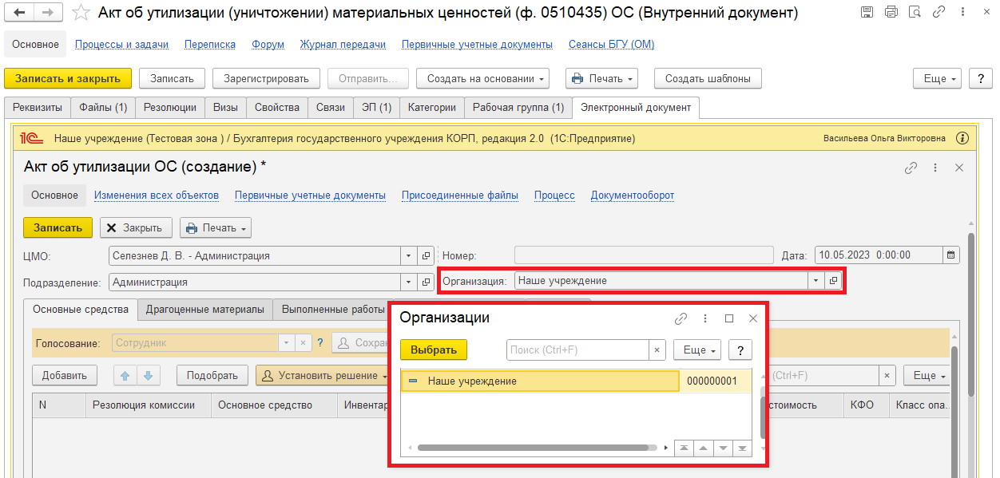 Акт об утилизации (уничтожении) материальных ценностей (ф. 0510435) ОС (Внутренний документ)
Основное Процессы и задачи Переписка Форум Журнал передачи Первичные учетные документы Сеансы БГУ (ОМ)
Записать и закрыть Записать Зарегистрировать Отправить... Создать на основании Печать Создать шаблоны Еще ?
Реквизиты Файлы (1) Резолюции Визы Свойства Связи ЭП (1) Категории Рабочая группа (1) Электронный документ
1С Наше учреждение (Тестовая зона ) / Бухгалтерия государственного учреждения КОРП, редакция 2.0 (1С:Предприятие) Васильева Ольга Викторовна i
Акт об утилизации ОС (создание) *
Основное Изменения всех объектов Первичные учетные документы Присоединенные файлы Процесс Документооборот
Записать Закрыть Печать
ЦМО: Селезнев Д. В. - Администрация Номер: Дата: 10.05.2023 0:00:00
Подразделение: Администрация Организация: Наше учреждение
Основные средства Драгоценные материалы Выполненные работы
Организации
Голосование: Сотрудник ? Сохран
Выбрать Поиск (Ctrl+F) × Еще ?
Добавить Подобрать Установить решение (Ctrl+F) × Еще
Наше учреждение 000000001
N Резолюция комиссии Основное средство Инвентар стоимость КФО Класс опа...